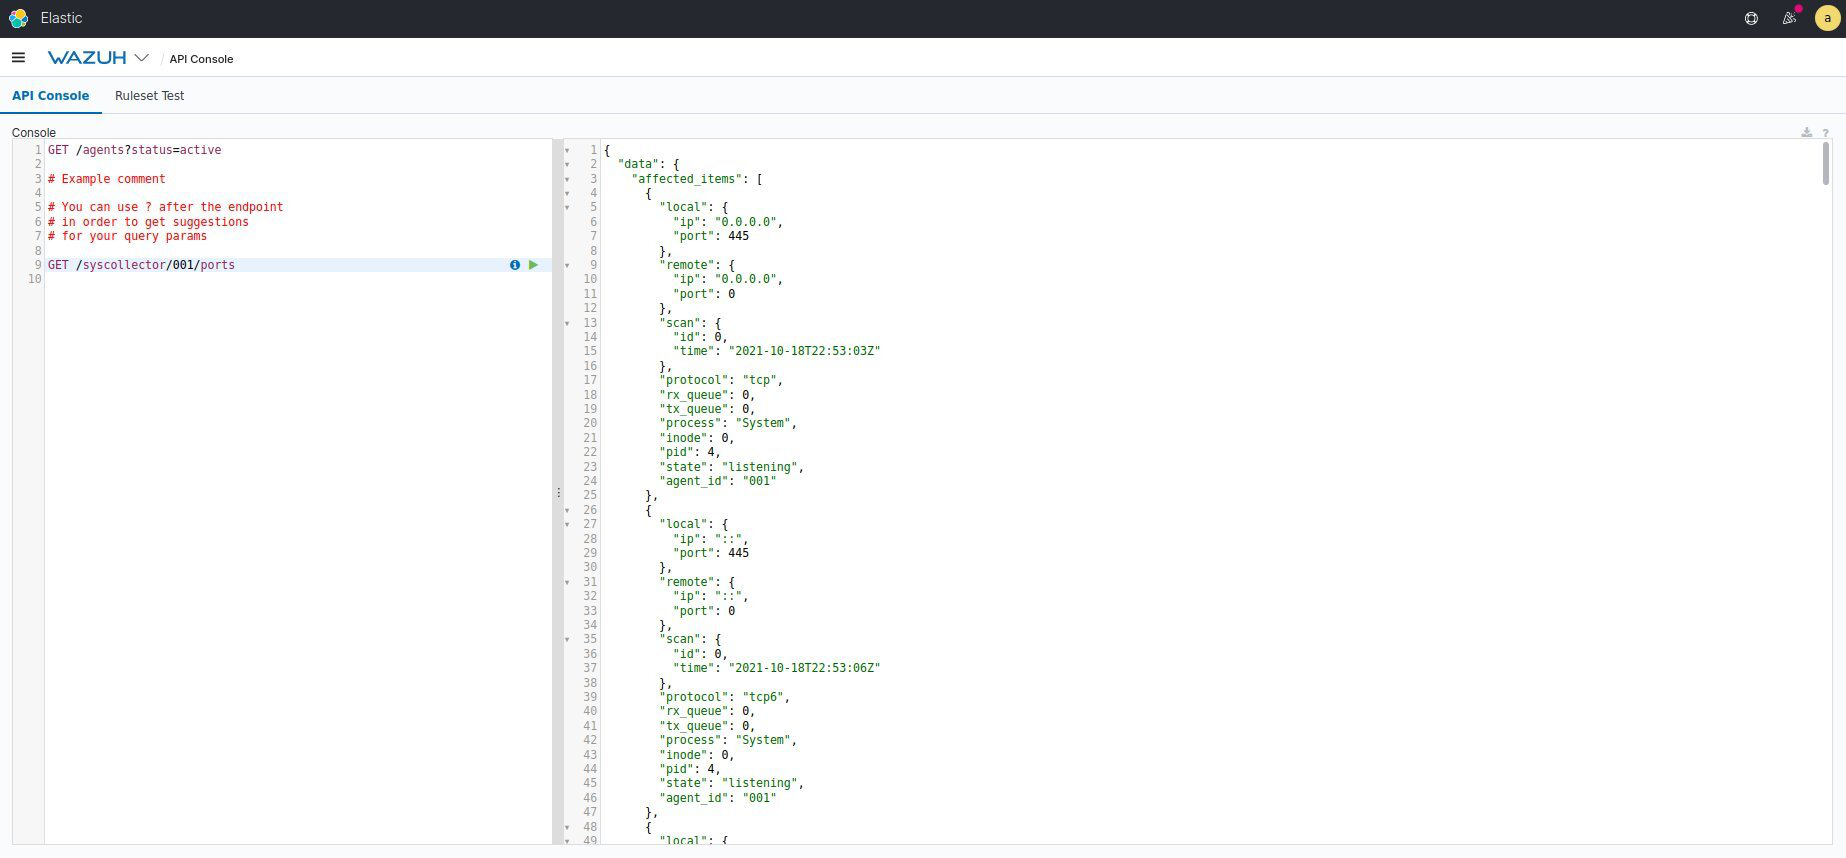 Elastic
a
WAZUH / API Console
API Console Ruleset Test
Console
?
1 GET /agents?status=active
2
3 # Example comment
4
5 # You can use ? after the endpoint
6 # in order to get suggestions
7 # for your query params
8
9 GET /syscollector/001/ports
10
1 {
2 "data": {
3 "affected_items": [
4 {
5 "local": {
6 "ip": "0.0.0.0",
7 "port": 445
8 },
9 "remote": {
10 "ip": "0.0.0.0",
11 "port": 0
12 },
13 "scan": {
14 "id": 0,
15 "time": "2021-10-18T22:53:03Z"
16 },
17 "protocol": "tcp",
18 "rx_queue": 0,
19 "tx_queue": 0,
20 "process": "System",
21 "inode": 0,
22 "pid": 4,
23 "state": "listening",
24 "agent_id": "001"
25 },
26 {
27 "local": {
28 "ip": "::",
29 "port": 445
30 },
31 "remote": {
32 "ip": "::",
33 "port": 0
34 },
35 "scan": {
36 "id": 0,
37 "time": "2021-10-18T22:53:06Z"
38 },
39 "protocol": "tcp6",
40 "rx_queue": 0,
41 "tx_queue": 0,
42 "process": "System",
43 "inode": 0,
44 "pid": 4,
45 "state": "listening",
46 "agent_id": "001"
47 },
48 {
49 "local": {